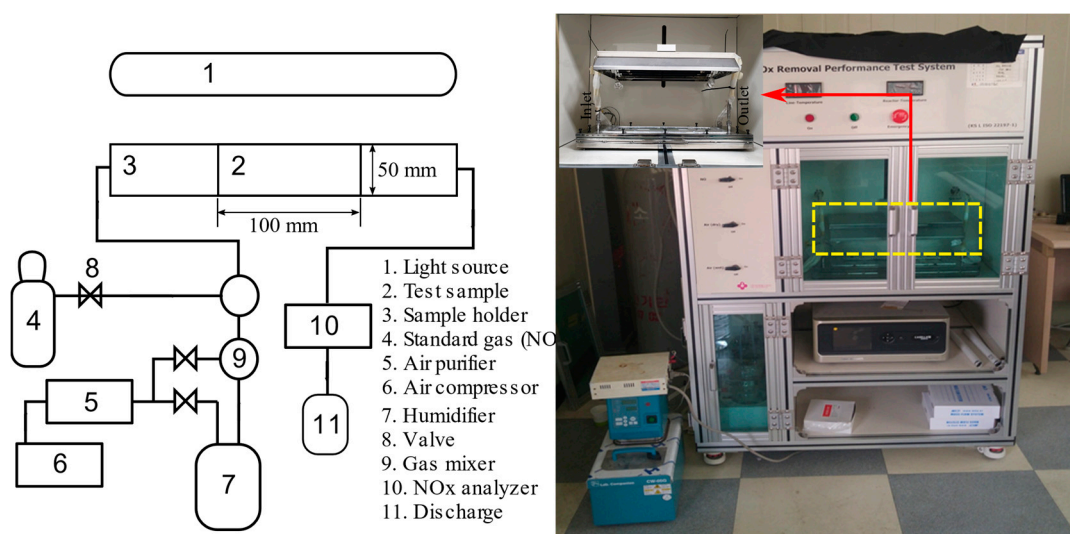 1
3
2
50 mm
100 mm
8
4
9
10
5
11
6
7
1. Light source
2. Test sample
3. Sample holder
4. Standard gas (NO
5. Air purifier
6. Air compressor
7. Humidifier
8. Valve
9. Gas mixer
10. NOx analyzer
11. Discharge
Inlet
Outlet
Ox Removal Performance Test System